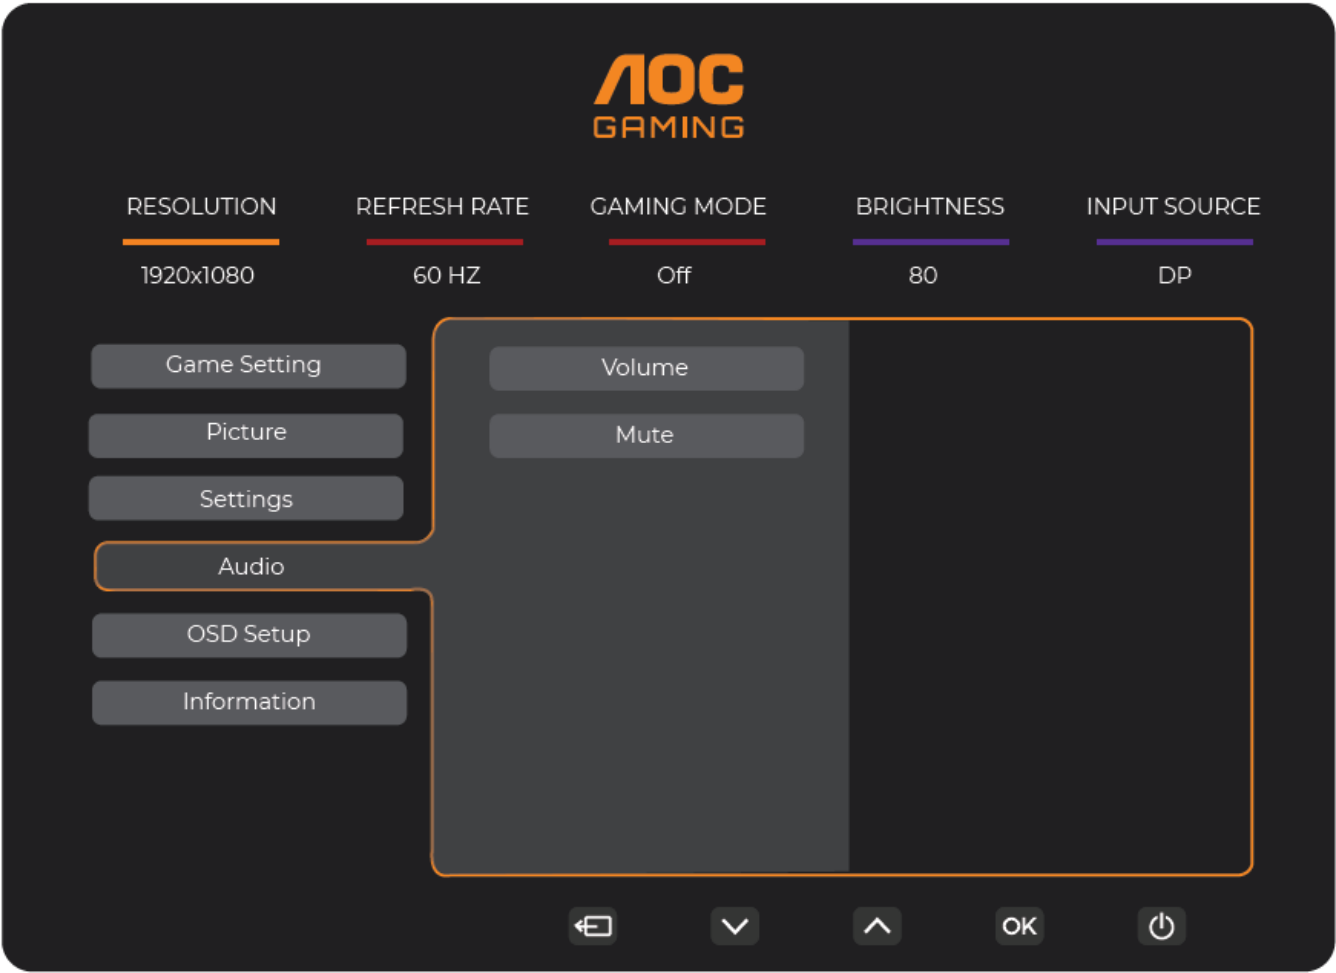 AOC
GAMING
RESOLUTION REFRESH RATE GAMING MODE BRIGHTNESS INPUT SOURCE
1920x1080 60 HZ Off 80 DP
Game Setting Volume
Picture Mute
Settings
Audio
OSD Setup
Information
OK